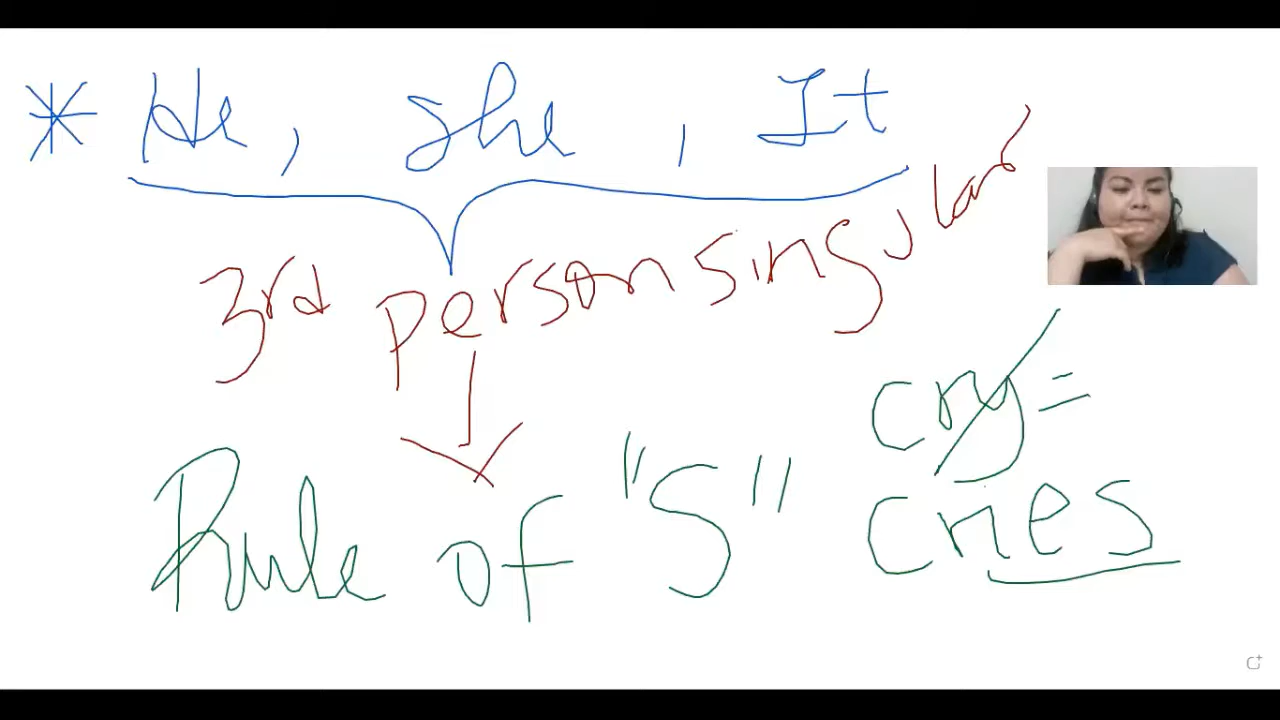 * He, she, It
3rd person singular
cry =
Rule of "S"
cries